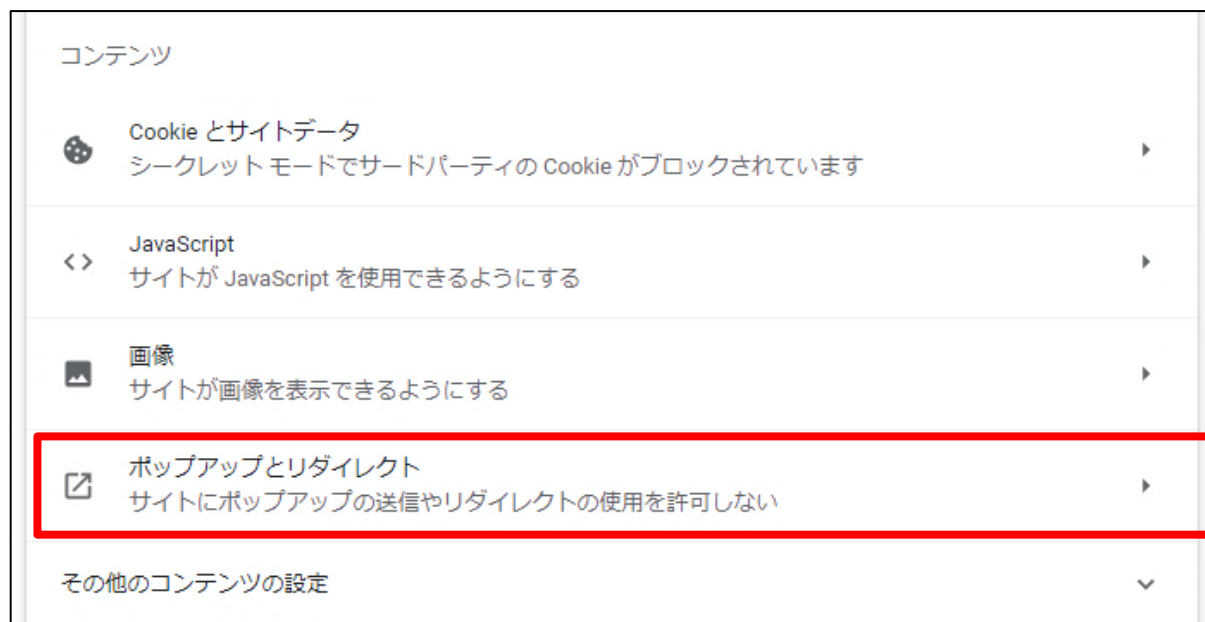 コンテンツ
Cookie とサイトデータ
シークレット モードでサードパーティの Cookie がブロックされています
JavaScript
サイトが JavaScript を使用できるようにする
画像
サイトが画像を表示できるようにする
ポップアップとリダイレクト
サイトにポップアップの送信やリダイレクトの使用を許可しない
その他のコンテンツの設定